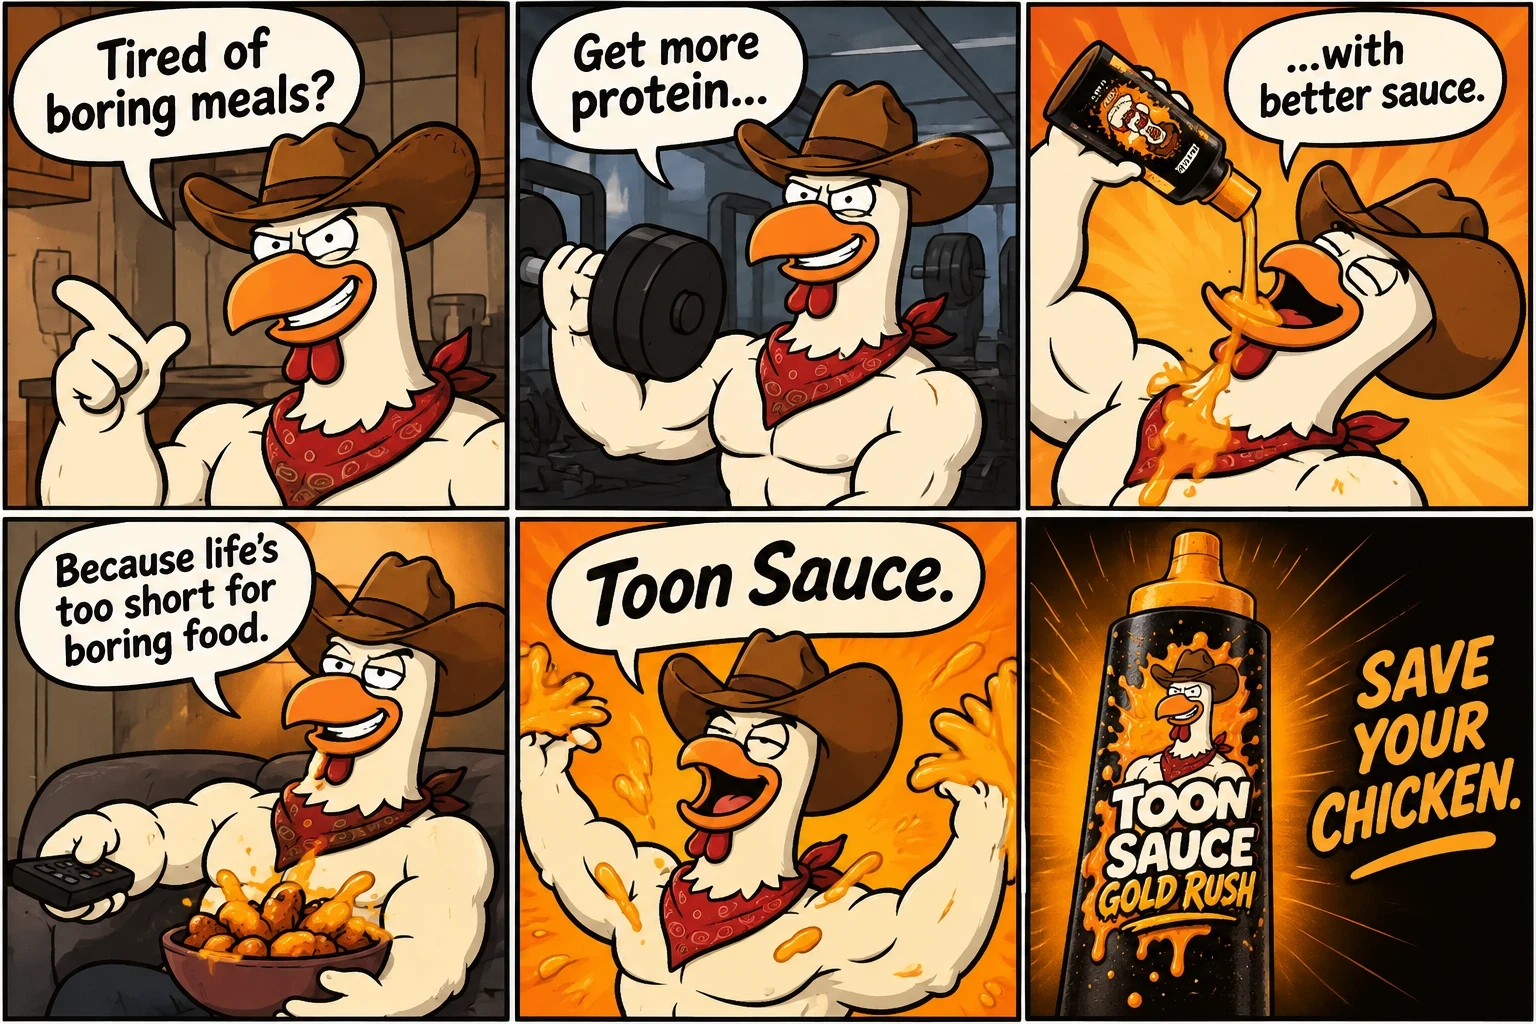 Tired of
boring meals?
Get more
protein...
...with
better sauce.
Because life's
too short for
boring food.
Toon Sauce.
TOON
SAUCE
GOLD RUSH
SAVE
YOUR
CHICKEN.